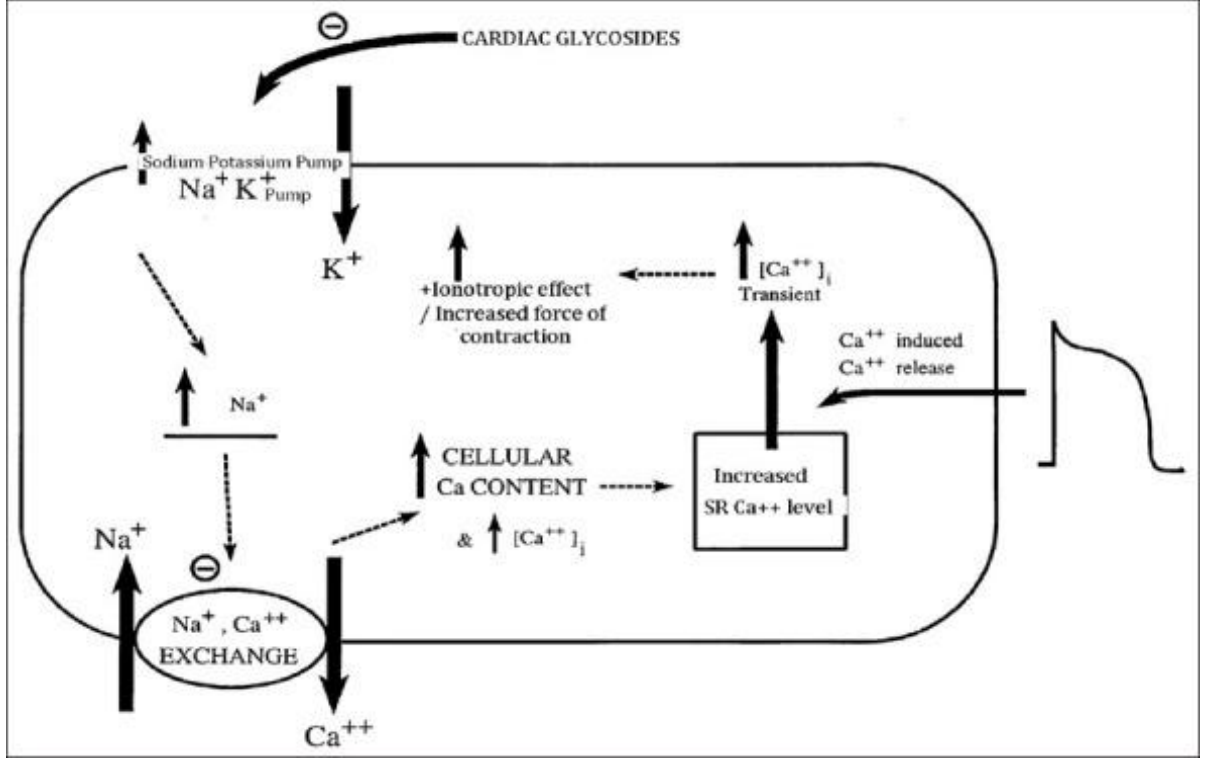 ⊖
CARDIAC GLYCOSIDES
Sodium Potassium Pump
Na⁺ K⁺ Pump
K⁺
+Ionotropic effect
/ Increased force of
contraction
[Ca⁺⁺]ᵢ
Transient
Ca⁺⁺ induced
Ca⁺⁺ release
Na⁺
CELLULAR
Ca CONTENT
& [Ca⁺⁺]ᵢ
Increased
SR Ca++ level
Na⁺
⊖
Na⁺ , Ca⁺⁺
EXCHANGE
Ca⁺⁺